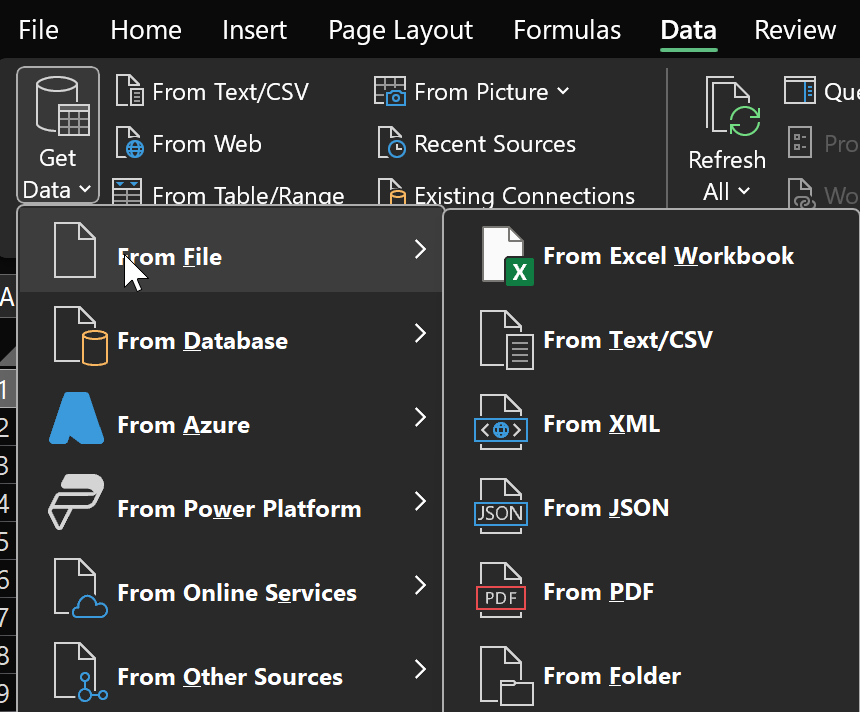 File Home Insert Page Layout Formulas Data Review
From Text/CSV From Picture
From Web Recent Sources
From Table/Range Existing Connections
Get
Data
Refresh
All
From File
From Database
From Azure
From Power Platform
From Online Services
From Other Sources
X From Excel Workbook
From Text/CSV
From XML
JSON From JSON
PDF From PDF
From Folder
A
1
2
3
4
5
6
7
8
9